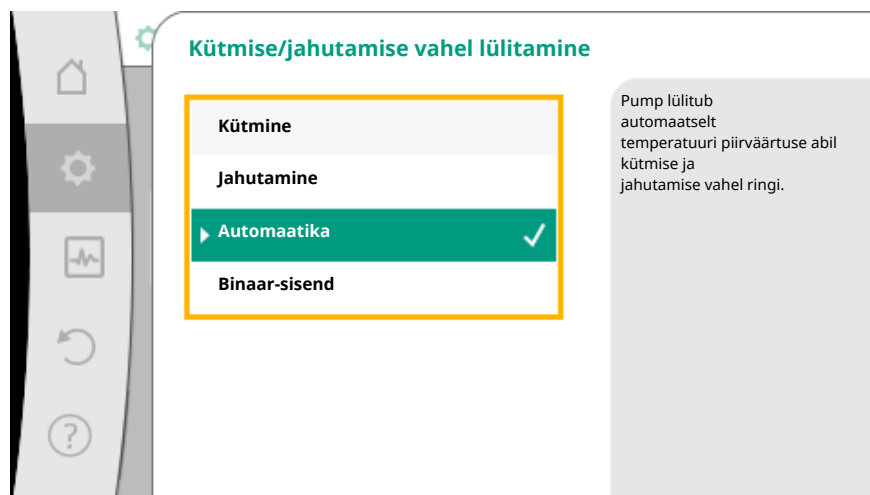 Kütmise/jahutamise vahel lülitamine
Kütmine
Jahutamine
Automaatika
Binaar-sisend
Pump lülitub
automaatselt
temperatuuri piirväärtuse abil
kütmise ja
jahutamise vahel ringi.
?